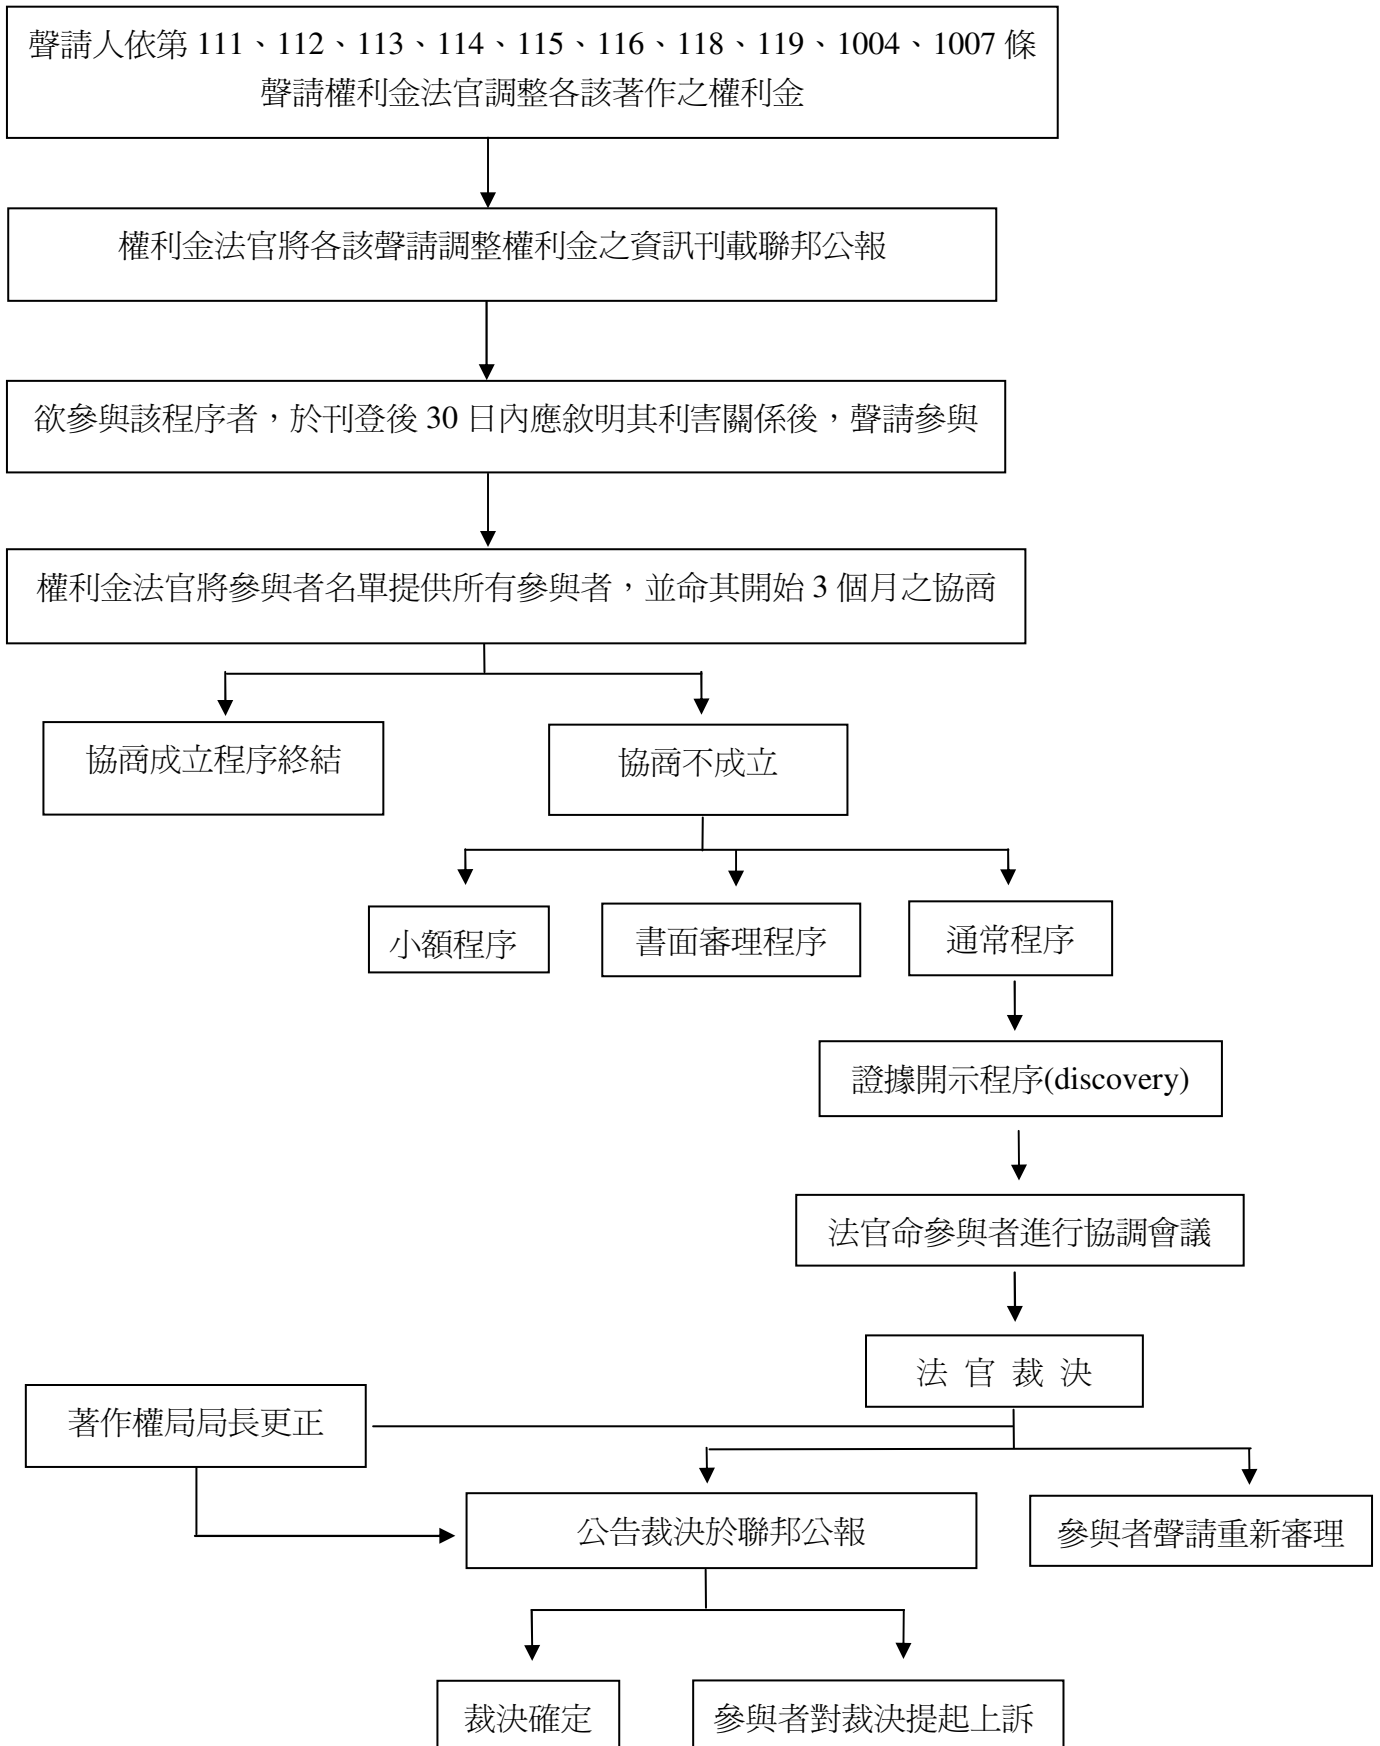 聲請人依第 111、112、113、114、115、116、118、119、1004、1007 條
聲請權利金法官調整各該著作之權利金
權利金法官將各該聲請調整權利金之資訊刊載聯邦公報
欲參與該程序者，於刊登後 30 日內應敘明其利害關係後，聲請參與
權利金法官將參與者名單提供所有參與者，並命其開始 3 個月之協商
協商成立程序終結
協商不成立
小額程序
書面審理程序
通常程序
證據開示程序(discovery)
法官命參與者進行協調會議
法 官 裁 決
著作權局局長更正
公告裁決於聯邦公報
參與者聲請重新審理
裁決確定
參與者對裁決提起上訴